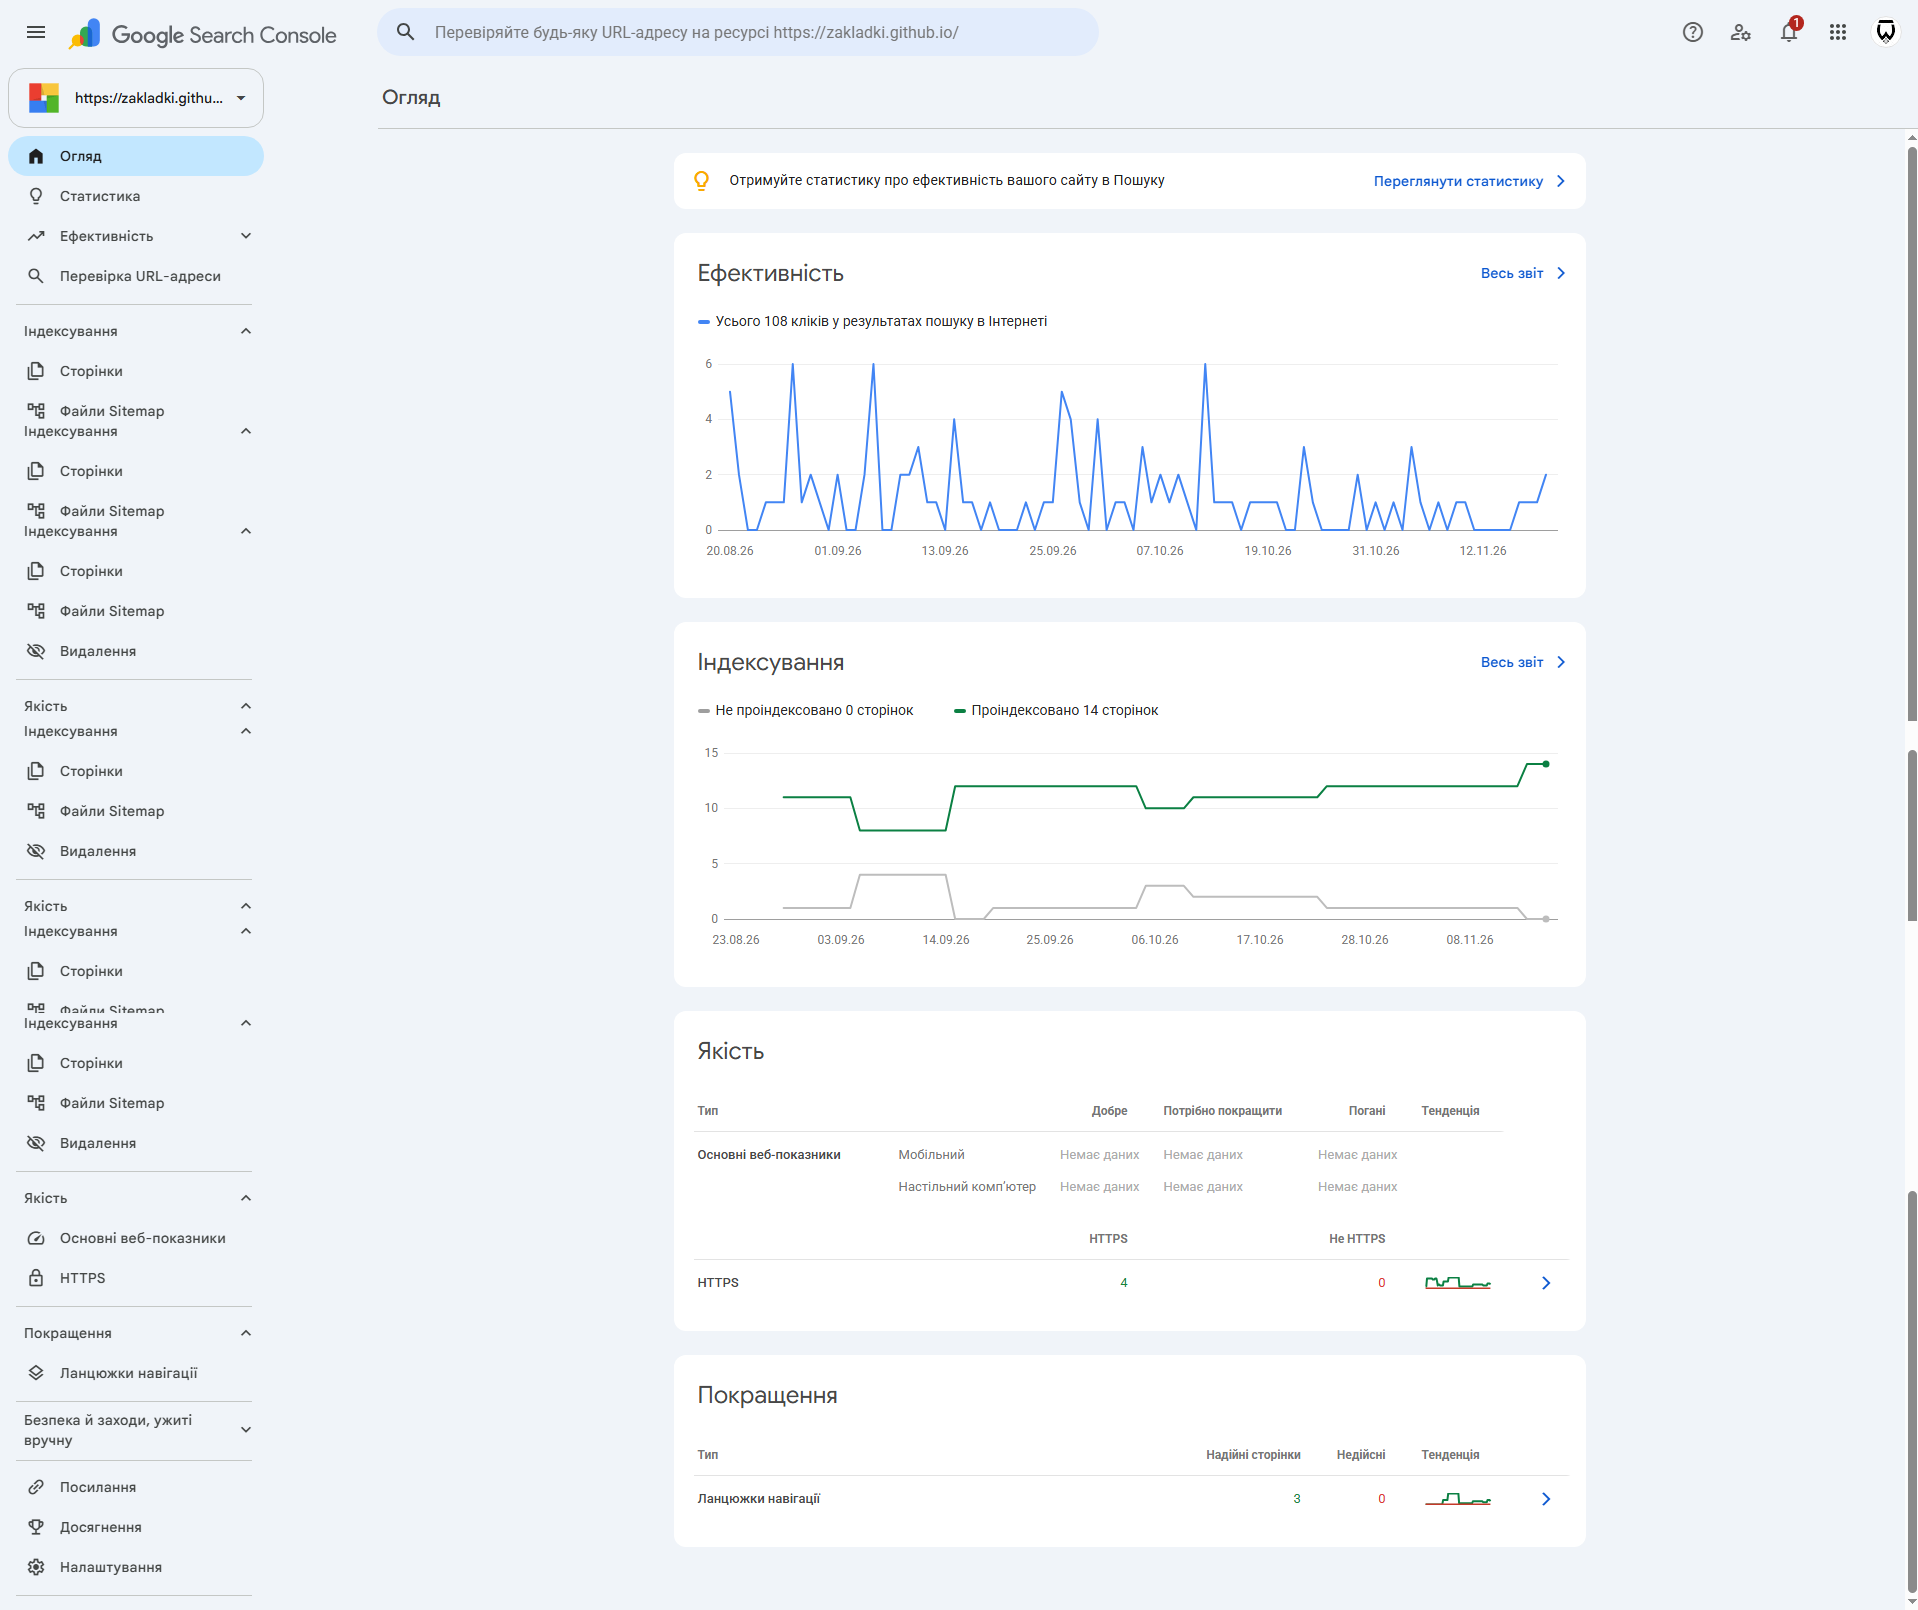 Google Search Console
Перевіряйте будь-яку URL-адресу на ресурсі https://zakladki.github.io/
1
https://zakladki.githu...
Огляд
Статистика
Ефективність
Перевірка URL-адреси
Індексування
Сторінки
Файли Sitemap
Індексування
Сторінки
Файли Sitemap
Індексування
Сторінки
Файли Sitemap
Видалення
Якість
Індексування
Сторінки
Файли Sitemap
Видалення
Якість
Індексування
Сторінки
Файли Sitemap
Індексування
Сторінки
Файли Sitemap
Видалення
Якість
Основні веб-показники
HTTPS
Покращення
Ланцюжки навігації
Безпека й заходи, ужиті
вручну
Посилання
Досягнення
Налаштування
Огляд
Отримуйте статистику про ефективність вашого сайту в Пошуку
Переглянути статистику
Ефективність
Весь звіт
Усього 108 кліків у результатах пошуку в Інтернеті
6
4
2
0
20.08.26 01.09.26 13.09.26 25.09.26 07.10.26 19.10.26 31.10.26 12.11.26
Індексування
Весь звіт
Не проіндексовано 0 сторінок Проіндексовано 14 сторінок
15
10
5
0
23.08.26 03.09.26 14.09.26 25.09.26 06.10.26 17.10.26 28.10.26 08.11.26
Якість
Тип Добре Потрібно покращити Погані Тенденція
Основні веб-показники Мобільний Немає даних Немає даних Немає даних
Настільний комп’ютер Немає даних Немає даних Немає даних
HTTPS Не HTTPS
HTTPS 4 0
Покращення
Тип Надійні сторінки Недійсні Тенденція
Ланцюжки навігації 3 0